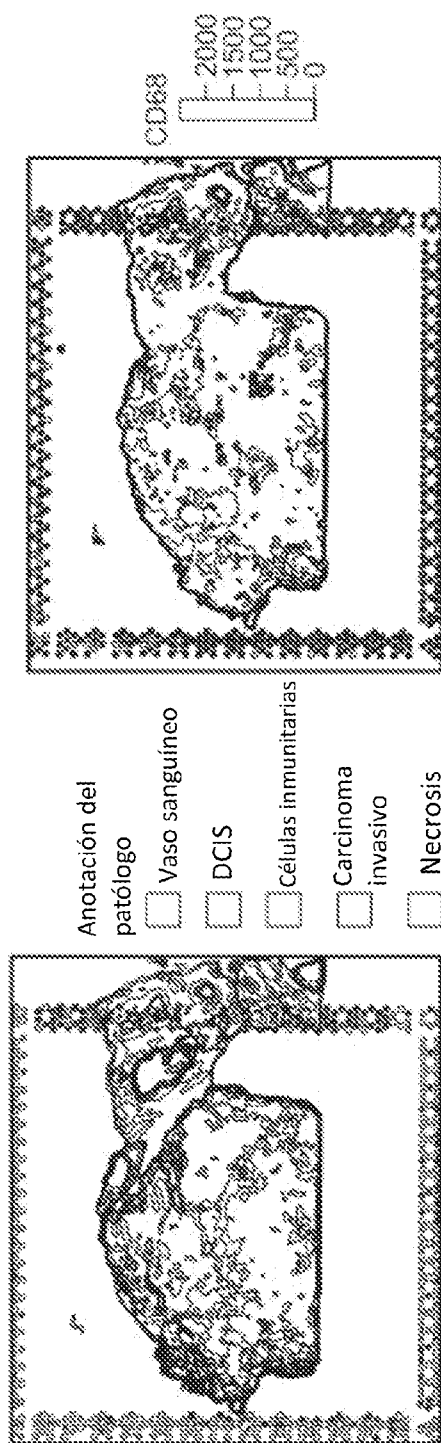 Anotación del
patólogo
Vaso sanguíneo
DCIS
Células inmunitarias
Carcinoma
invasivo
Necrosis
CD68
2000
1500
1000
500
0